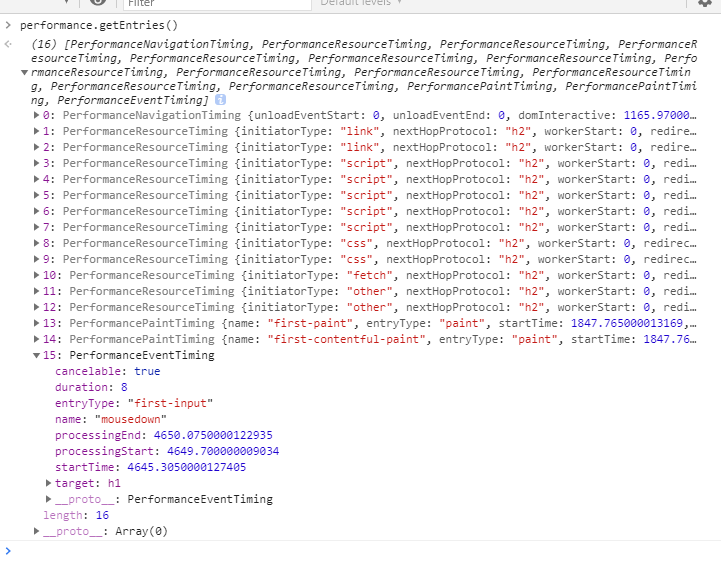 Filter
Default levels
performance.getEntries()
(16) [PerformanceNavigationTiming, PerformanceResourceTiming, PerformanceResourceTiming, PerformanceR
esourceTiming, PerformanceResourceTiming, PerformanceResourceTiming, PerformanceResourceTiming, Perfo
rmanceResourceTiming, PerformanceResourceTiming, PerformanceResourceTiming, PerformanceResourceTimin
g, PerformanceResourceTiming, PerformanceResourceTiming, PerformancePaintTiming, PerformancePaintTimi
ng, PerformanceEventTiming]
0: PerformanceNavigationTiming {unloadEventStart: 0, unloadEventEnd: 0, domInteractive: 1165.97000…
1: PerformanceResourceTiming {initiatorType: "link", nextHopProtocol: "h2", workerStart: 0, redire…
2: PerformanceResourceTiming {initiatorType: "link", nextHopProtocol: "h2", workerStart: 0, redire…
3: PerformanceResourceTiming {initiatorType: "script", nextHopProtocol: "h2", workerStart: 0, redi…
4: PerformanceResourceTiming {initiatorType: "script", nextHopProtocol: "h2", workerStart: 0, redi…
5: PerformanceResourceTiming {initiatorType: "script", nextHopProtocol: "h2", workerStart: 0, redi…
6: PerformanceResourceTiming {initiatorType: "script", nextHopProtocol: "h2", workerStart: 0, redi…
7: PerformanceResourceTiming {initiatorType: "script", nextHopProtocol: "h2", workerStart: 0, redi…
8: PerformanceResourceTiming {initiatorType: "css", nextHopProtocol: "h2", workerStart: 0, redirec…
9: PerformanceResourceTiming {initiatorType: "css", nextHopProtocol: "h2", workerStart: 0, redirec…
10: PerformanceResourceTiming {initiatorType: "fetch", nextHopProtocol: "h2", workerStart: 0, redi…
11: PerformanceResourceTiming {initiatorType: "other", nextHopProtocol: "h2", workerStart: 0, redi…
12: PerformanceResourceTiming {initiatorType: "other", nextHopProtocol: "h2", workerStart: 0, redi…
13: PerformancePaintTiming {name: "first-paint", entryType: "paint", startTime: 1847.765000013169,…
14: PerformancePaintTiming {name: "first-contentful-paint", entryType: "paint", startTime: 1847.76…
15: PerformanceEventTiming
cancelable: true
duration: 8
entryType: "first-input"
name: "mousedown"
processingEnd: 4650.0750000122935
processingStart: 4649.700000009034
startTime: 4645.3050000127405
target: h1
__proto__: PerformanceEventTiming
length: 16
__proto__: Array(0)